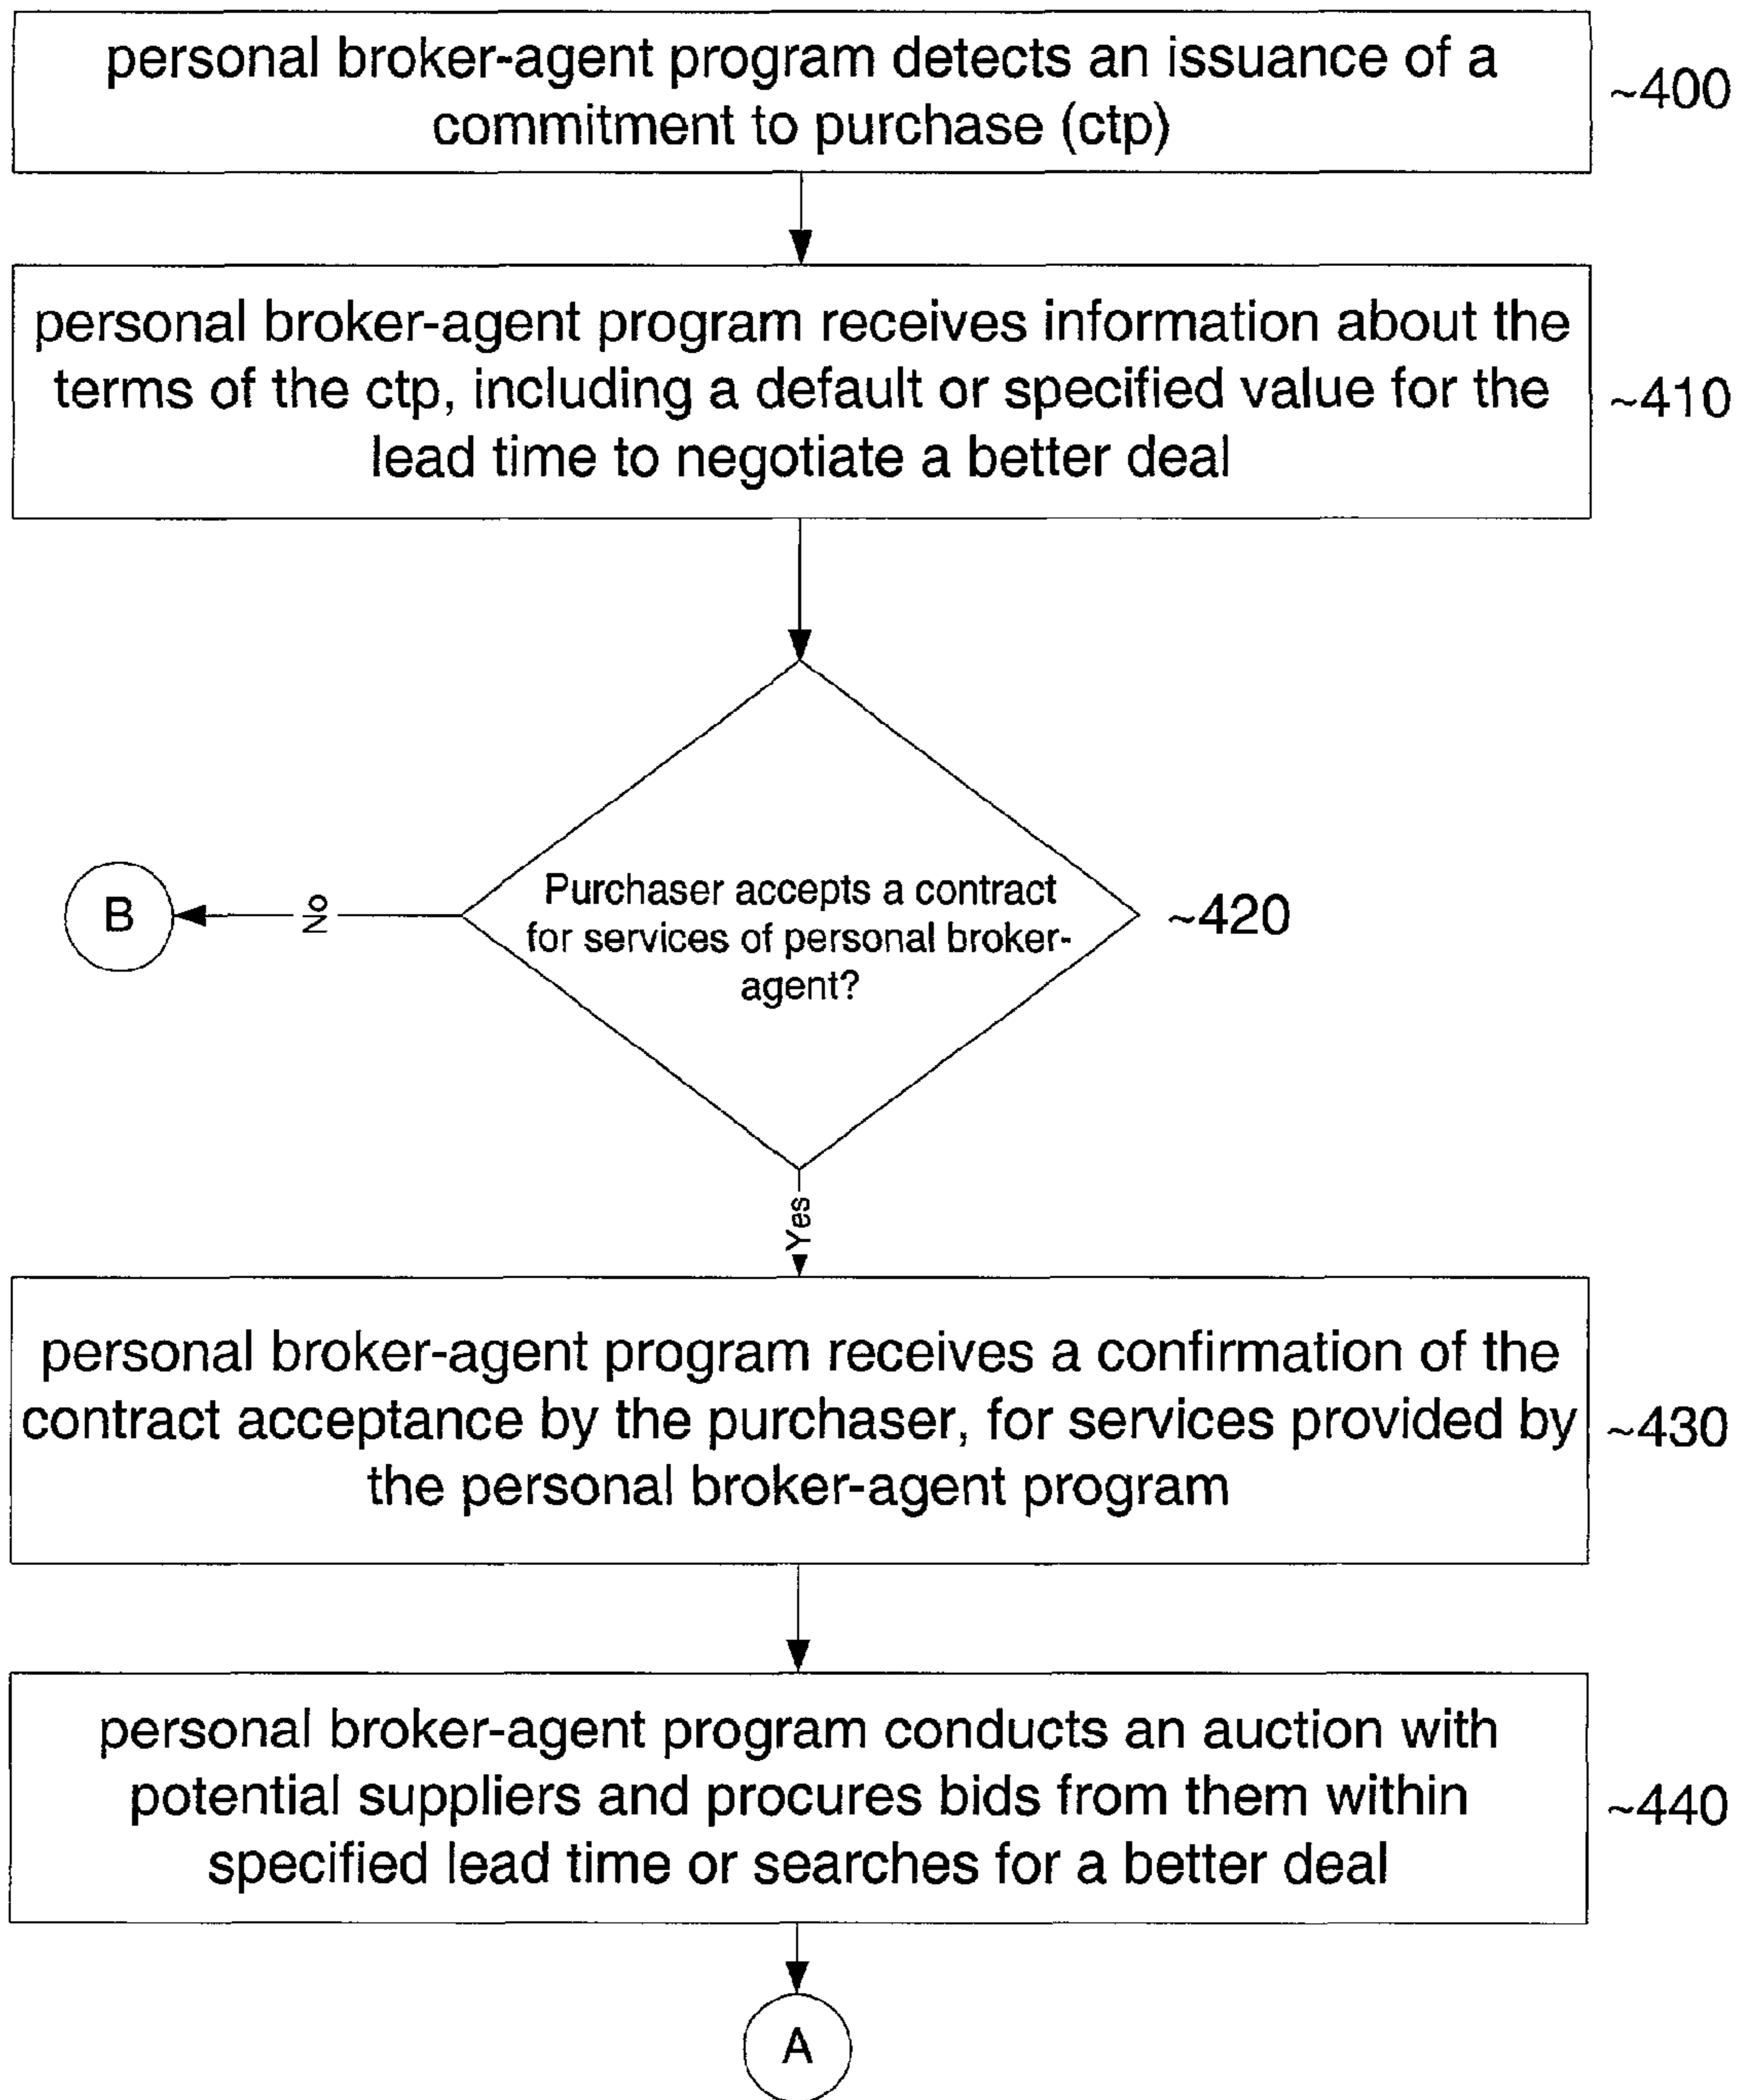 personal broker-agent program detects an issuance of a
commitment to purchase (ctp)
~400
personal broker-agent program receives information about the
terms of the ctp, including a default or specified value for the
lead time to negotiate a better deal
~410
Purchaser accepts a contract
for services of personal broker-
agent?
~420
No
B
Yes
personal broker-agent program receives a confirmation of the
contract acceptance by the purchaser, for services provided by
the personal broker-agent program
~430
personal broker-agent program conducts an auction with
potential suppliers and procures bids from them within
specified lead time or searches for a better deal
~440
A